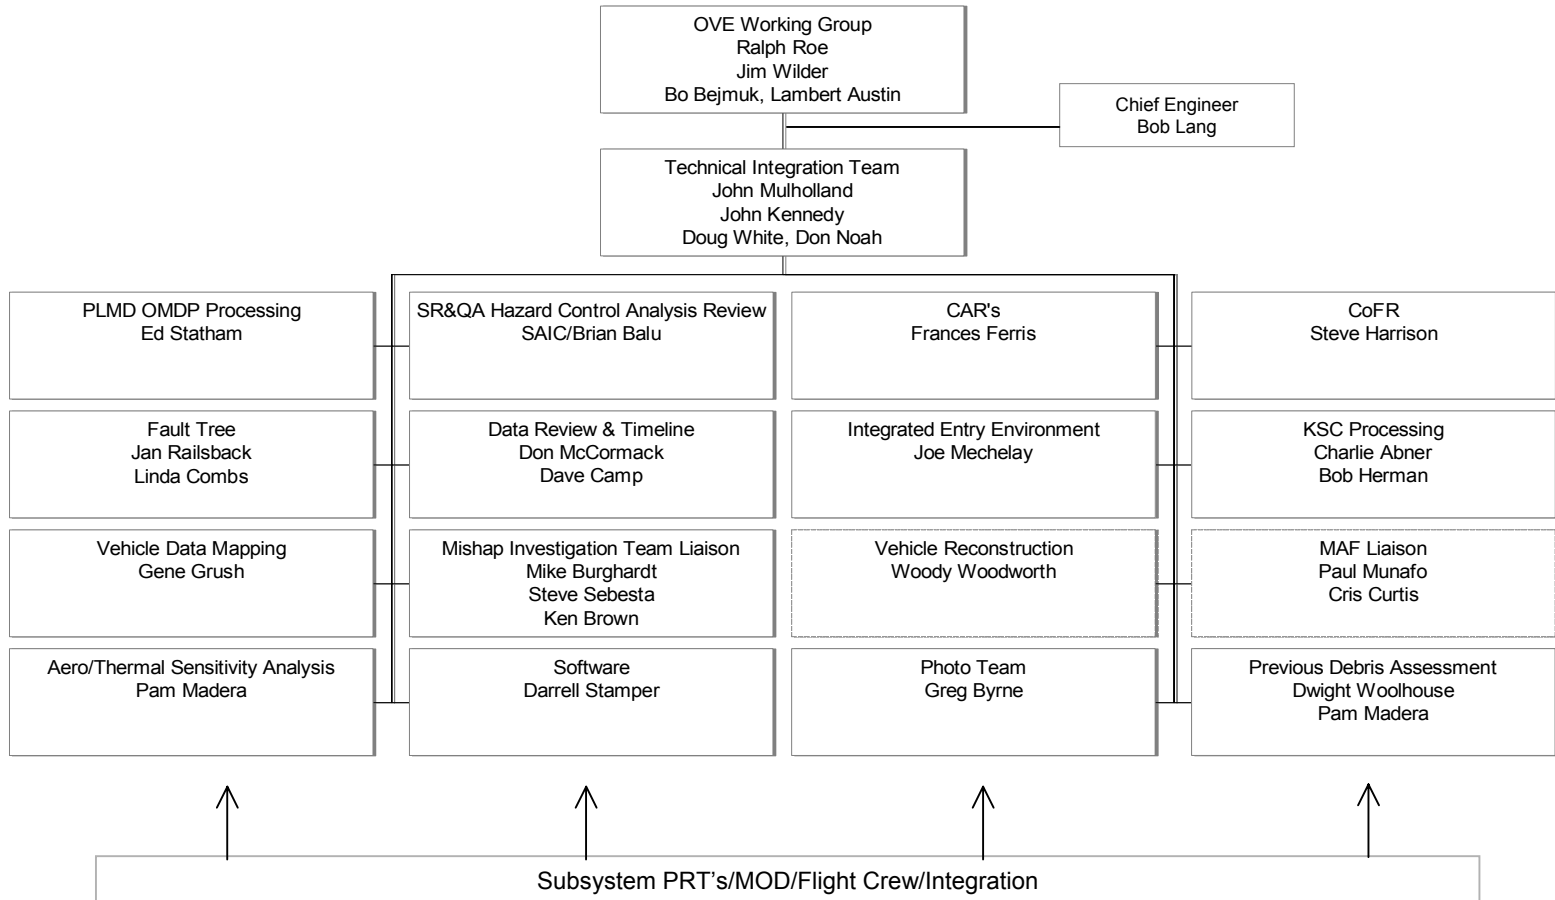 OVE Working Group
Ralph Roe
Jim Wilder
Bo Bejmuk, Lambert Austin
Chief Engineer
Bob Lang
Technical Integration Team
John Mulholland
John Kennedy
Doug White, Don Noah
PLMD OMDP Processing
Ed Statham
SR&QA Hazard Control Analysis Review
SAIC/Brian Balu
CAR's
Frances Ferris
CoFR
Steve Harrison
Fault Tree
Jan Railsback
Linda Combs
Data Review & Timeline
Don McCormack
Dave Camp
Integrated Entry Environment
Joe Mechelay
KSC Processing
Charlie Abner
Bob Herman
Vehicle Data Mapping
Gene Grush
Mishap Investigation Team Liaison
Mike Burghardt
Steve Sebesta
Ken Brown
Vehicle Reconstruction
Woody Woodworth
MAF Liaison
Paul Munafo
Cris Curtis
Aero/Thermal Sensitivity Analysis
Pam Madera
Software
Darrell Stamper
Photo Team
Greg Byrne
Previous Debris Assessment
Dwight Woolhouse
Pam Madera
Subsystem PRT’s/MOD/Flight Crew/Integration